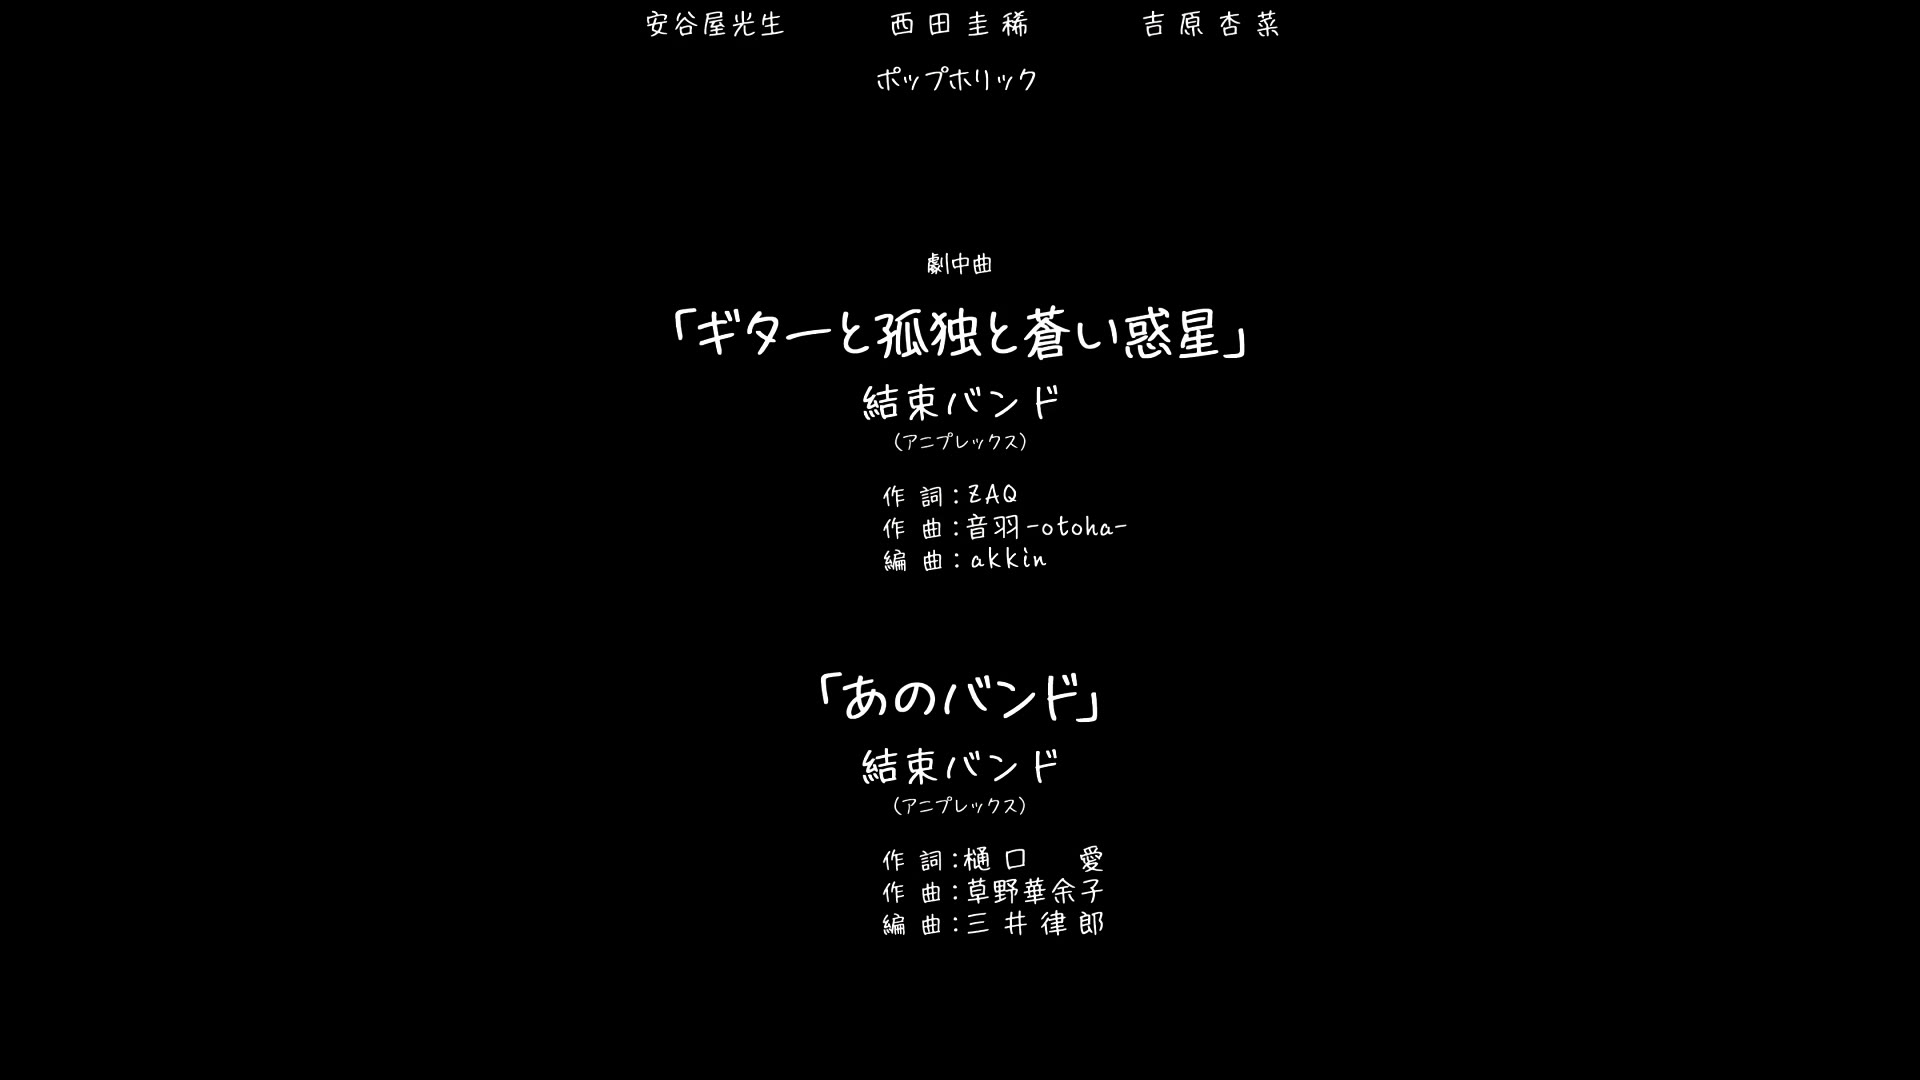 安谷屋光生 西田圭稀 吉原杏菜
ポップホリック
劇中曲
「ギターと孤独と蒼い惑星」
結束バンド
(アニプレックス)
作詞:ZAQ
作曲:音羽-otoha-
編曲:akkin
「あのバンド」
結束バンド
(アニプレックス)
作詞:樋口 愛
作曲:草野華余子
編曲:三井律郎